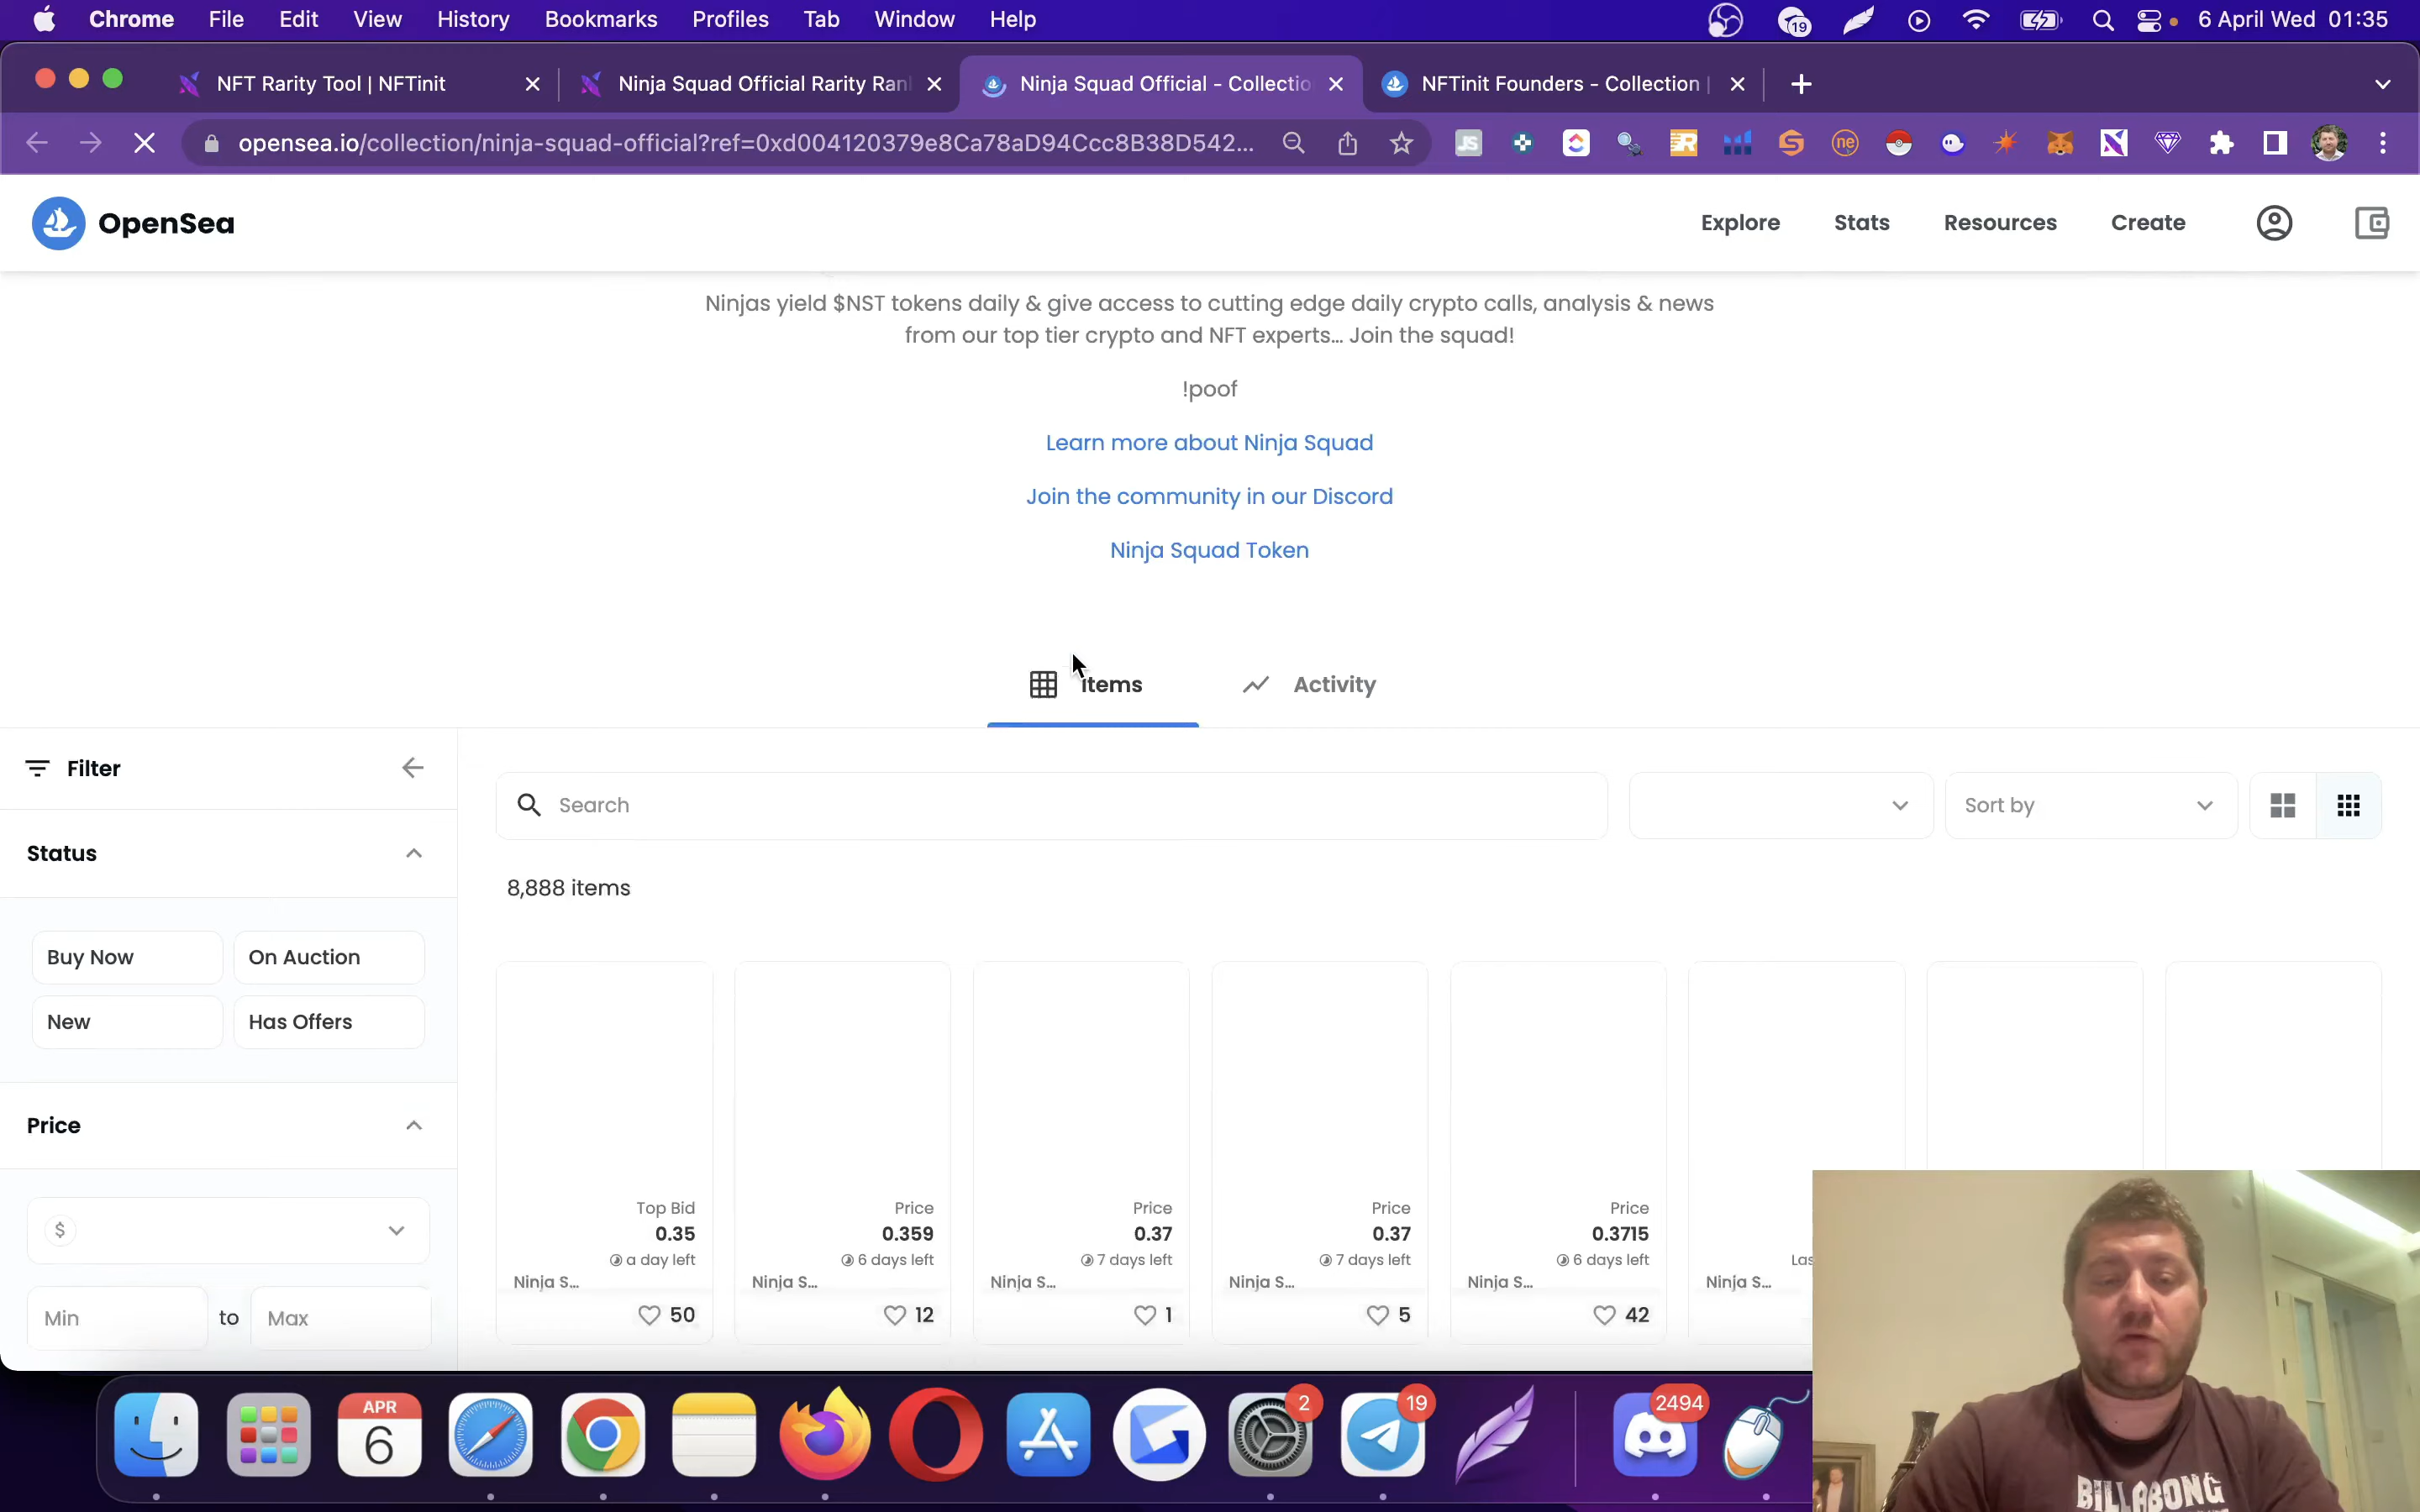 Chrome File Edit View History Bookmarks Profiles Tab Window Help 19 6 April Wed 01:35
NFT Rarity Tool | NFTinit Ninja Squad Official Rarity Ran Ninja Squad Official - Collectio NFTinit Founders - Collection |
opensea.io/collection/ninja-squad-official?ref=0xd004120379e8Ca78aD94Ccc8B38D542... JS ne
OpenSea Explore Stats Resources Create
Ninjas yield $NST tokens daily & give access to cutting edge daily crypto calls, analysis & news
from our top tier crypto and NFT experts... Join the squad!
!poof
Learn more about Ninja Squad
Join the community in our Discord
Ninja Squad Token
Items Activity
Filter
Search
Sort by
Status
8,888 items
Buy Now On Auction
New Has Offers
Price
$
Min to Max
Top Bid Price Price Price Price
0.35 0.359 0.37 0.37 0.3715
a day left 6 days left 7 days left 7 days left 6 days left Las
Ninja S... Ninja S... Ninja S... Ninja S... Ninja S... Ninja S...
50 12 1 5 42
APR
6
2 19 2494
BILLABONG